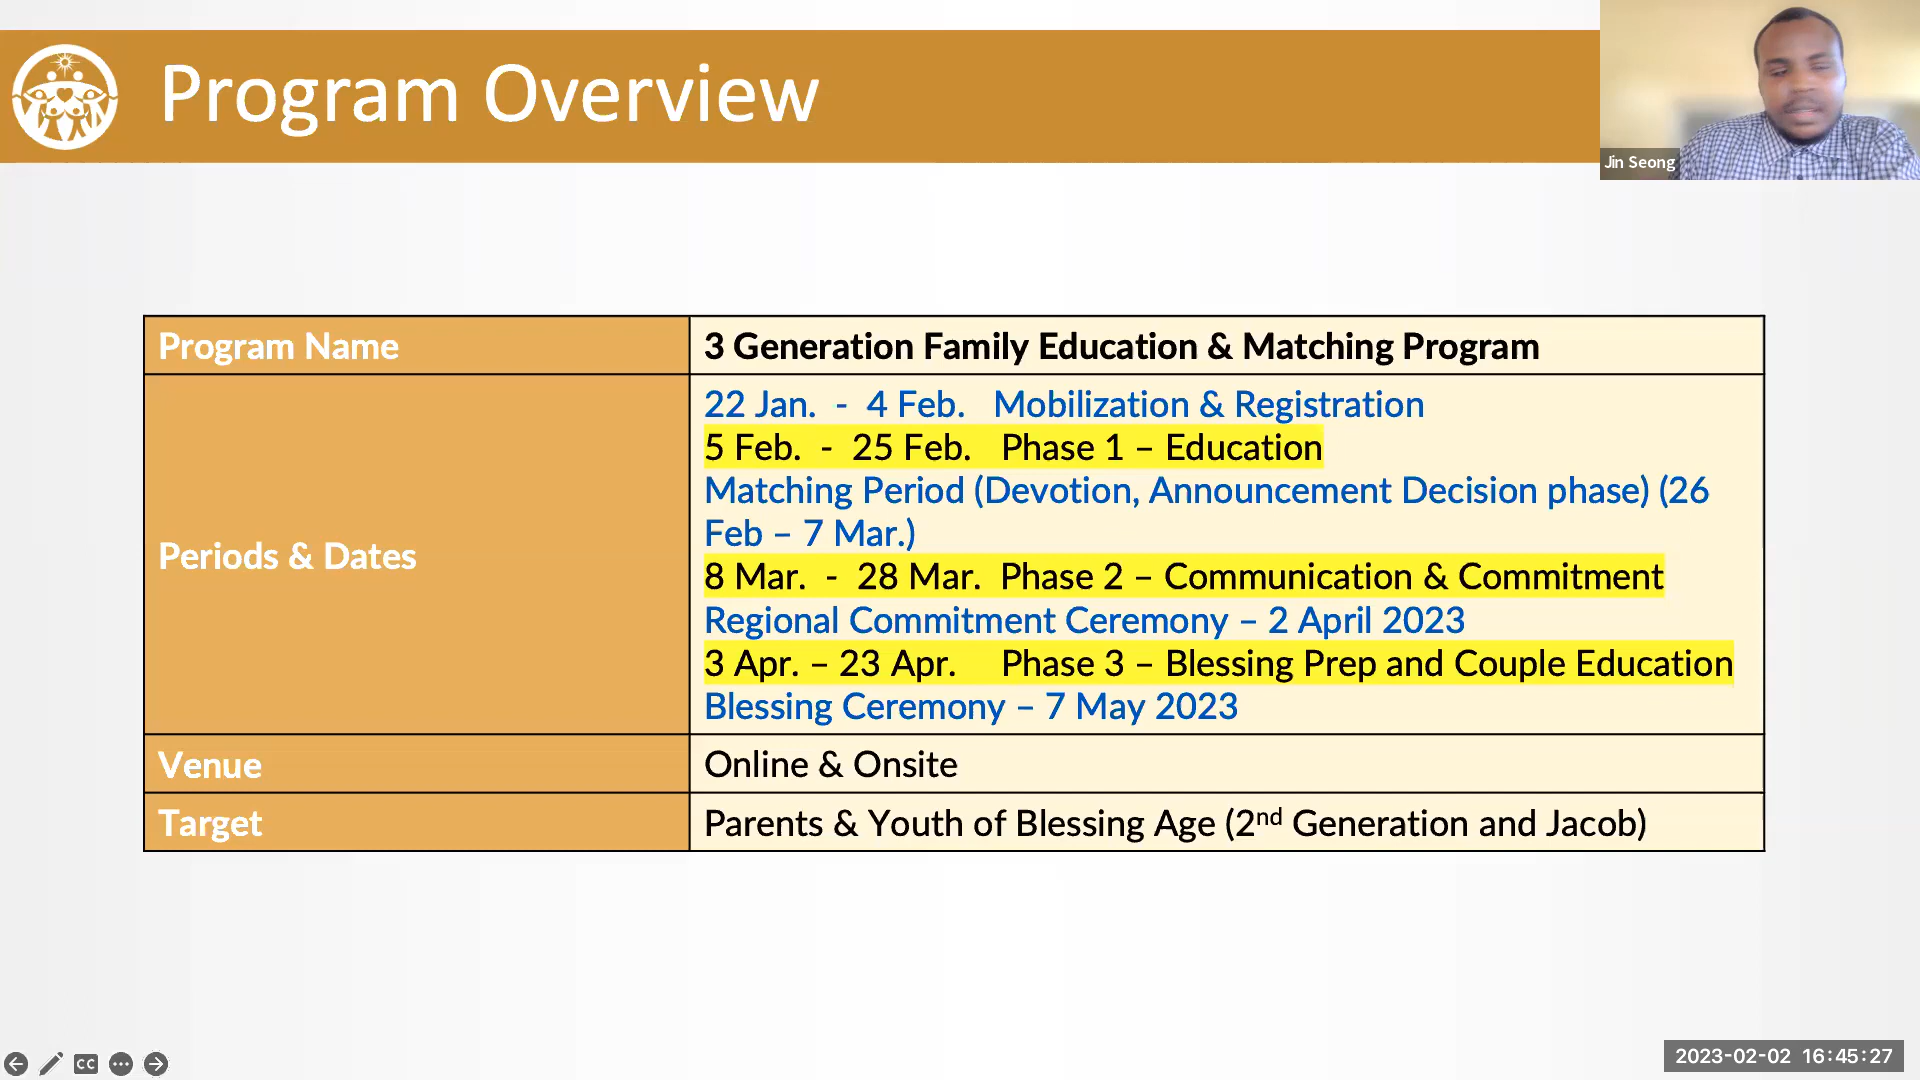 Program Overview
Jin Seong
Program Name
3 Generation Family Education & Matching Program
Periods & Dates
22 Jan. - 4 Feb. Mobilization & Registration
5 Feb. - 25 Feb. Phase 1 – Education
Matching Period (Devotion, Announcement Decision phase) (26
Feb – 7 Mar.)
8 Mar. - 28 Mar. Phase 2 – Communication & Commitment
Regional Commitment Ceremony – 2 April 2023
3 Apr. – 23 Apr. Phase 3 – Blessing Prep and Couple Education
Blessing Ceremony – 7 May 2023
Venue
Online & Onsite
Target
Parents & Youth of Blessing Age (2nd Generation and Jacob)
CC
2023-02-02 16:45:27